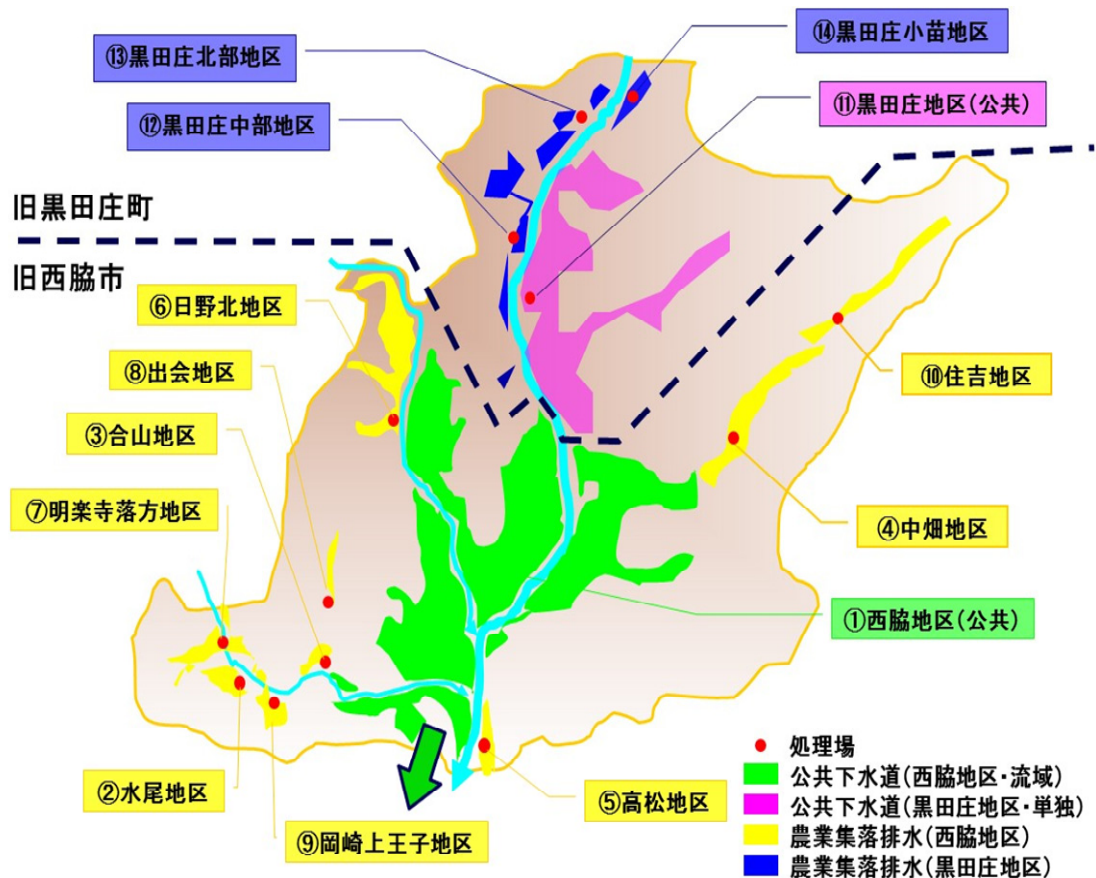 ⑭黒田庄小苗地区
⑬黒田庄北部地区
⑪黒田庄地区(公共)
⑫黒田庄中部地区
旧黒田庄町
旧西脇市
⑥日野北地区
⑧出会地区
⑩住吉地区
③合山地区
⑦明楽寺落方地区
④中畑地区
①西脇地区(公共)
②水尾地区
⑤高松地区
⑨岡崎上王子地区
処理場
公共下水道(西脇地区・流域)
公共下水道(黒田庄地区・単独)
農業集落排水(西脇地区)
農業集落排水(黒田庄地区)